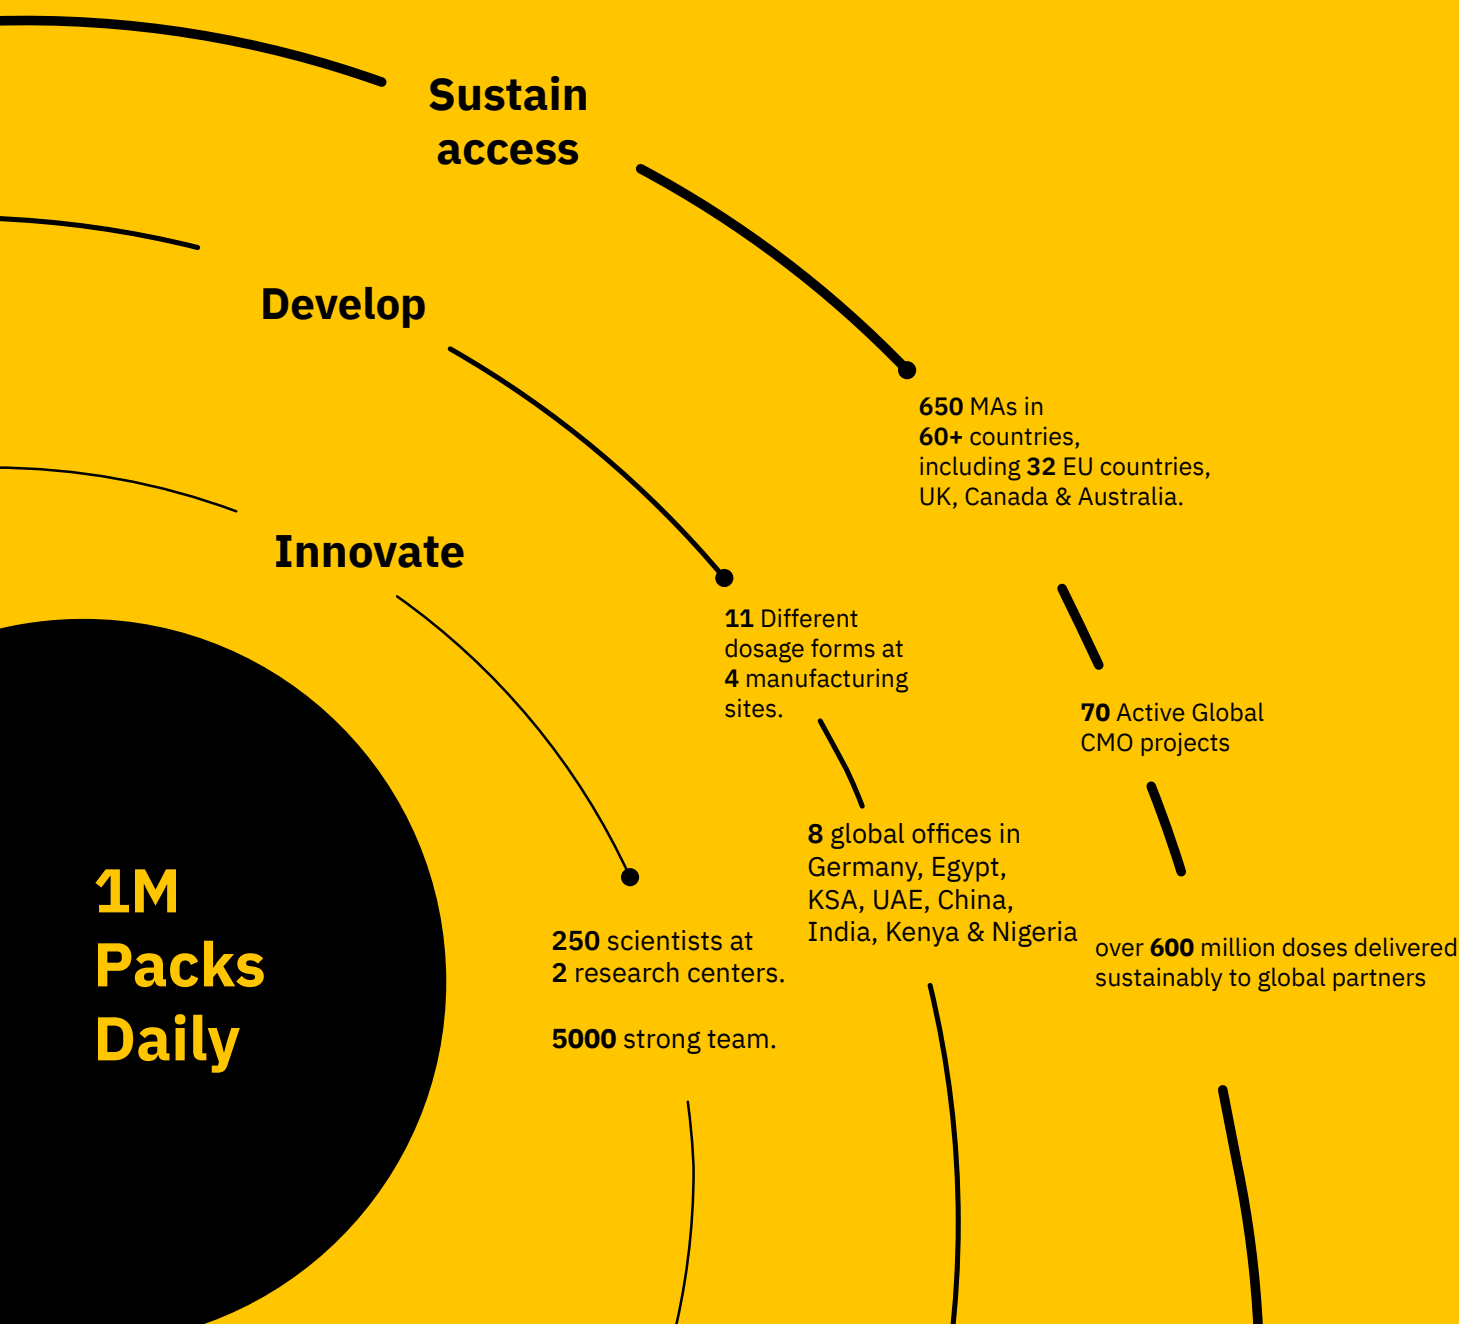 Sustain
access
Develop
Innovate
650 MAs in
60+ countries,
including 32 EU countries,
UK, Canada & Australia.
11 Different
dosage forms at
4 manufacturing
sites.
70 Active Global
CMO projects
8 global offices in
Germany, Egypt,
KSA, UAE, China,
India, Kenya & Nigeria
over 600 million doses delivered
sustainably to global partners
250 scientists at
2 research centers.
5000 strong team.
1M
Packs
Daily